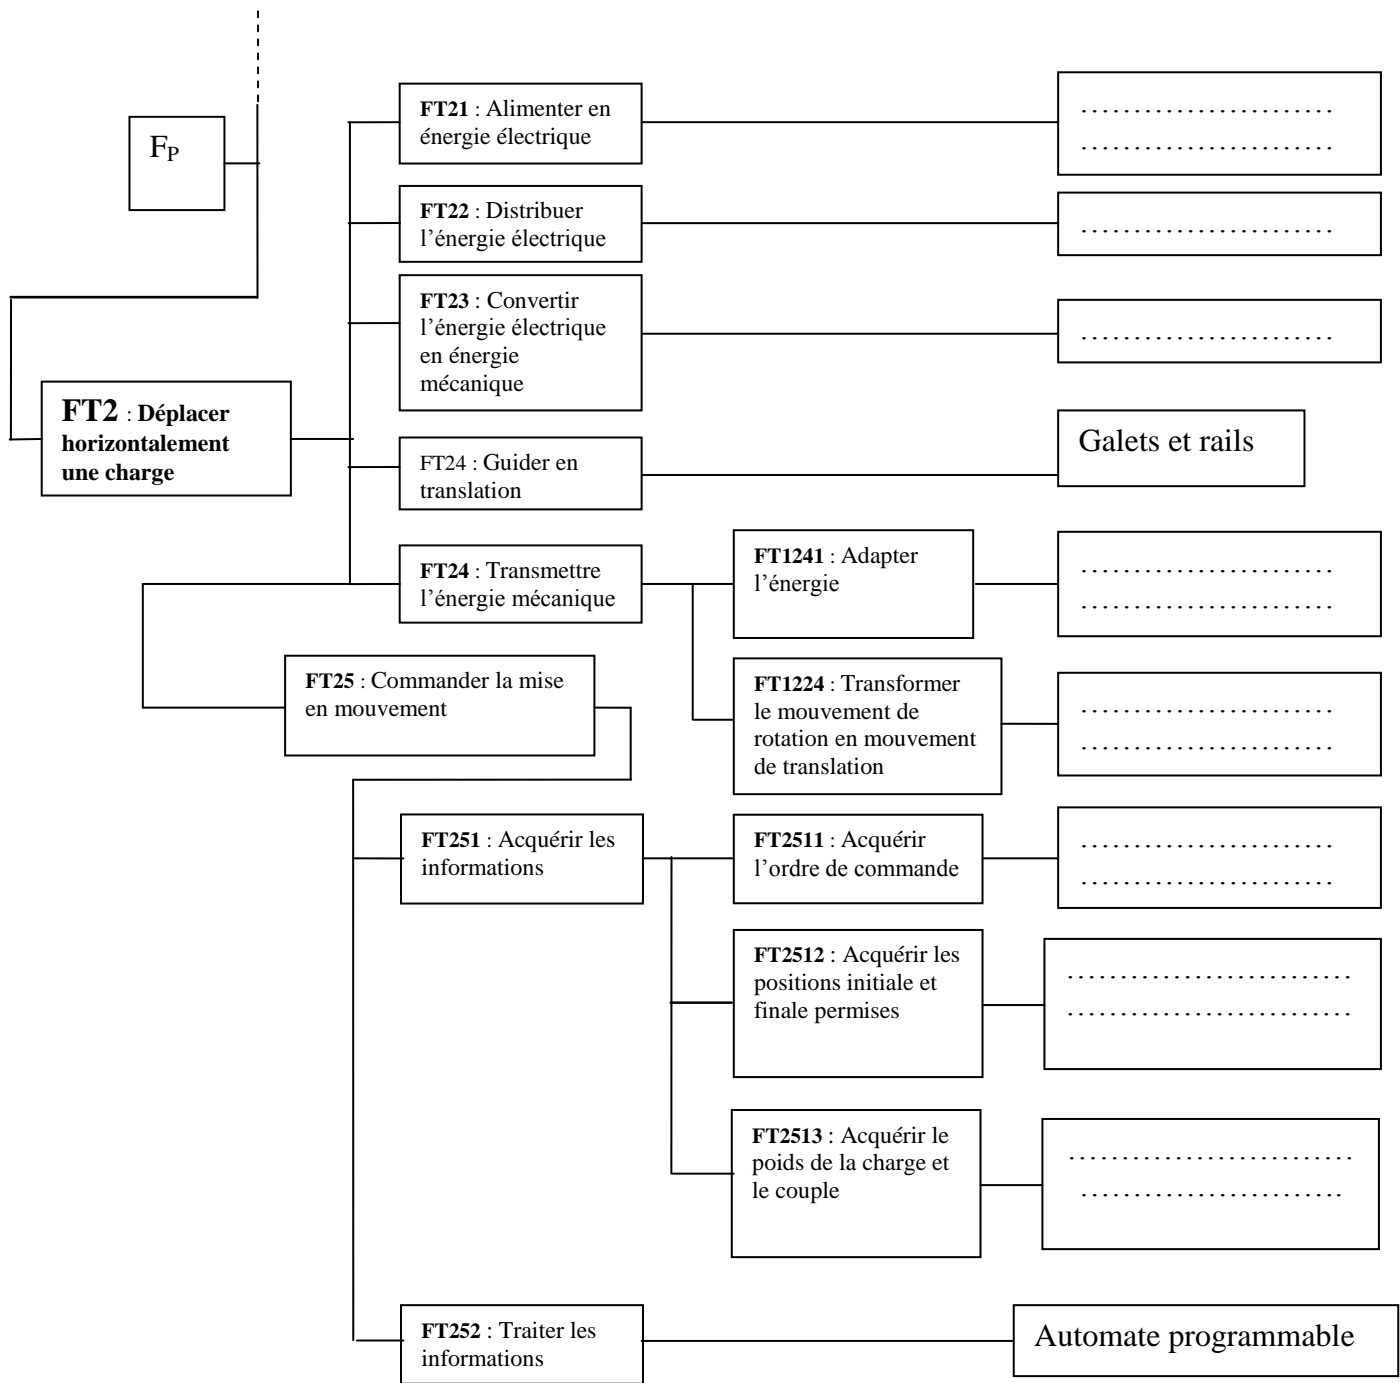 F_P
FT21 : Alimenter en
énergie électrique
........................
........................
FT22 : Distribuer
l’énergie électrique
........................
FT23 : Convertir
l’énergie électrique
en énergie
mécanique
........................
FT2 : Déplacer
horizontalement
une charge
FT24 : Guider en
translation
Galets et rails
FT24 : Transmettre
l’énergie mécanique
FT1241 : Adapter
l’énergie
........................
........................
FT25 : Commander la mise
en mouvement
FT1224 : Transformer
le mouvement de
rotation en mouvement
de translation
........................
........................
FT251 : Acquérir les
informations
FT2511 : Acquérir
l’ordre de commande
........................
........................
FT2512 : Acquérir les
positions initiale et
finale permises
...........................
...........................
FT2513 : Acquérir le
poids de la charge et
le couple
...........................
.........................
FT252 : Traiter les
informations
Automate programmable